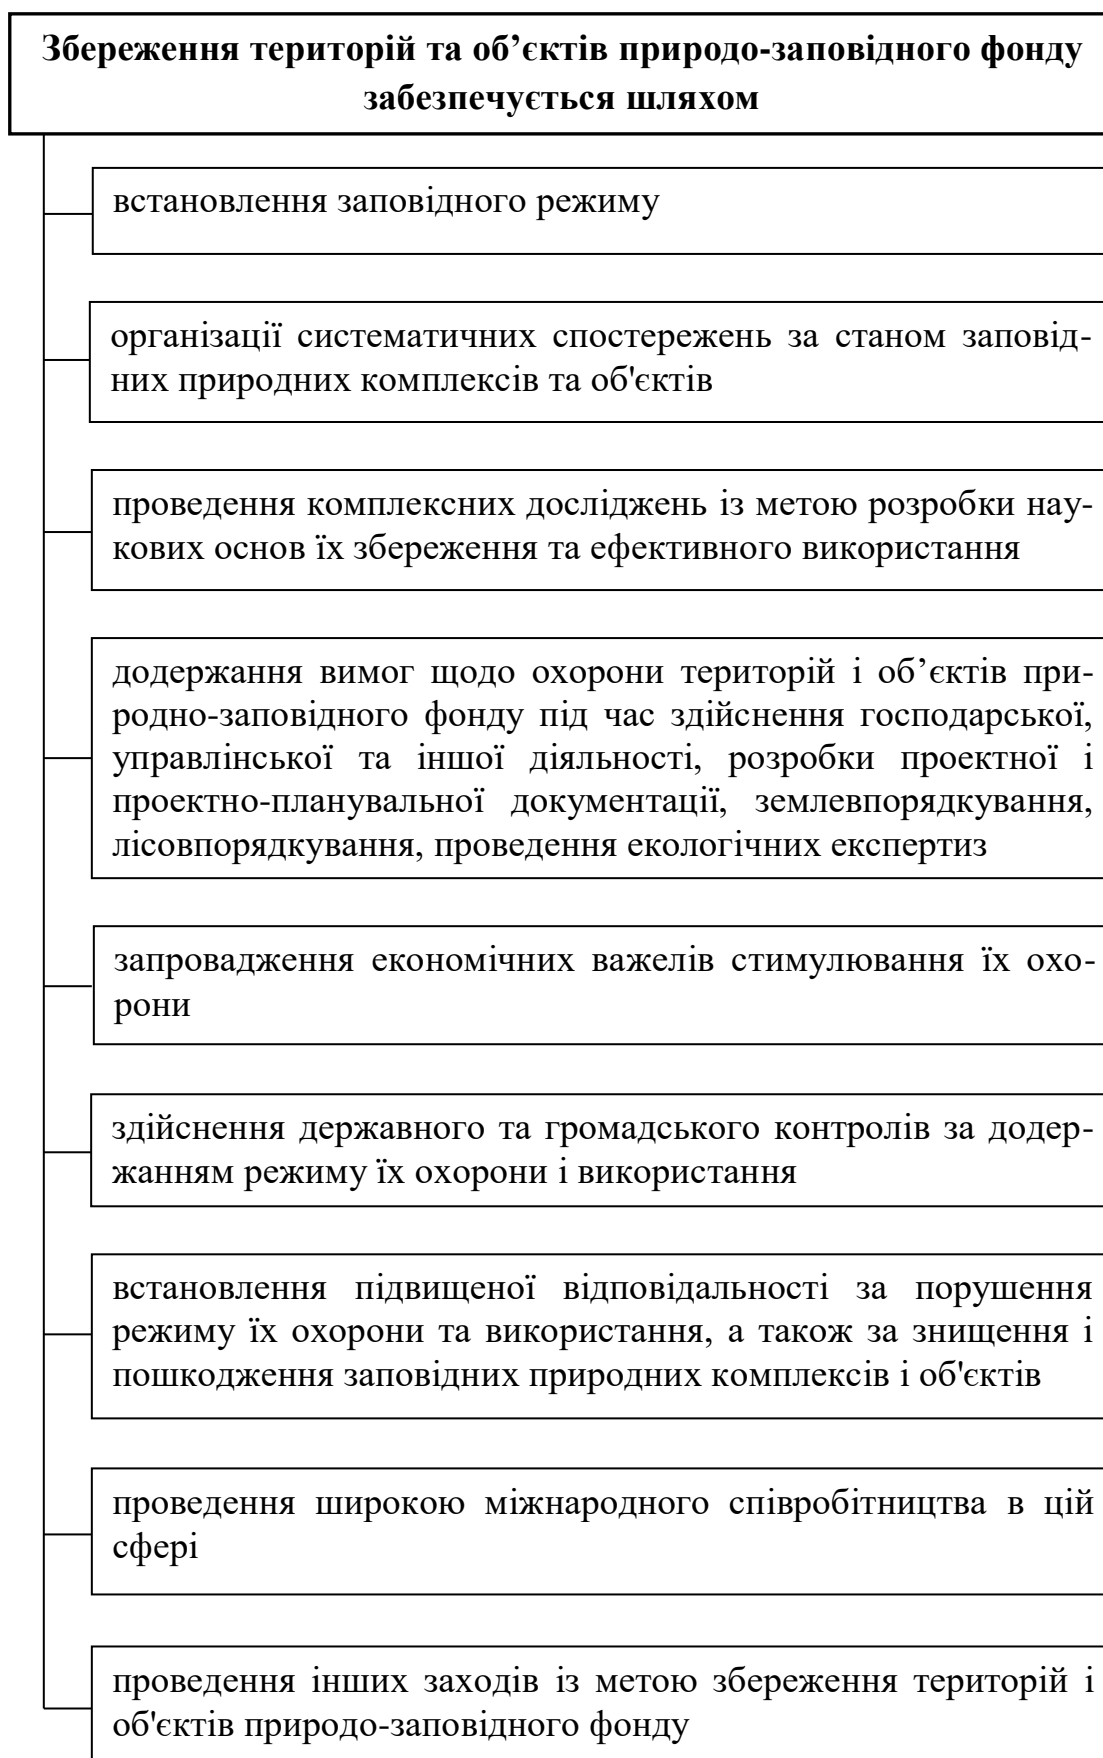 Збереження територій та об’єктів природо-заповідного фонду
забезпечується шляхом
встановлення заповідного режиму
організації систематичних спостережень за станом заповід-
них природних комплексів та об'єктів
проведення комплексних досліджень із метою розробки нау-
кових основ їх збереження та ефективного використання
додержання вимог щодо охорони територій і об’єктів при-
родно-заповідного фонду під час здійснення господарської,
управлінської та іншої діяльності, розробки проектної і
проектно-планувальної документації, землевпорядкування,
лісовпорядкування, проведення екологічних експертиз
запровадження економічних важелів стимулювання їх охо-
рони
здійснення державного та громадського контролів за додер-
жанням режиму їх охорони і використання
встановлення підвищеної відповідальності за порушення
режиму їх охорони та використання, а також за знищення і
пошкодження заповідних природних комплексів і об'єктів
проведення широкою міжнародного співробітництва в цій
сфері
проведення інших заходів із метою збереження територій і
об'єктів природо-заповідного фонду